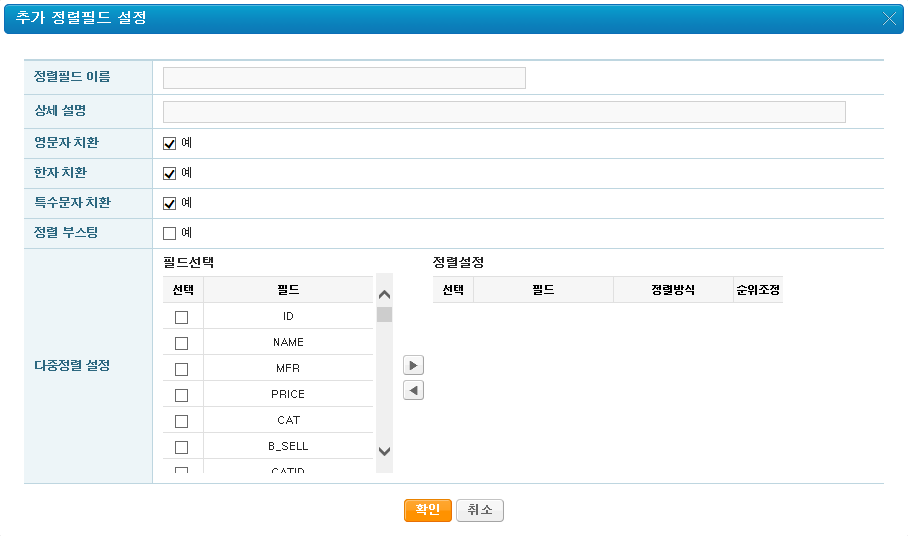 추가 정렬필드 설정
정렬필드 이름
상세 설명
영문자 치환 예
한자 치환 예
특수문자 치환 예
정렬 부스팅 예
다중정렬 설정
필드선택
선택 필드
ID
NAME
MFR
PRICE
CAT
B_SELL
CATID
정렬설정
선택 필드 정렬방식 순위조정
확인 취소